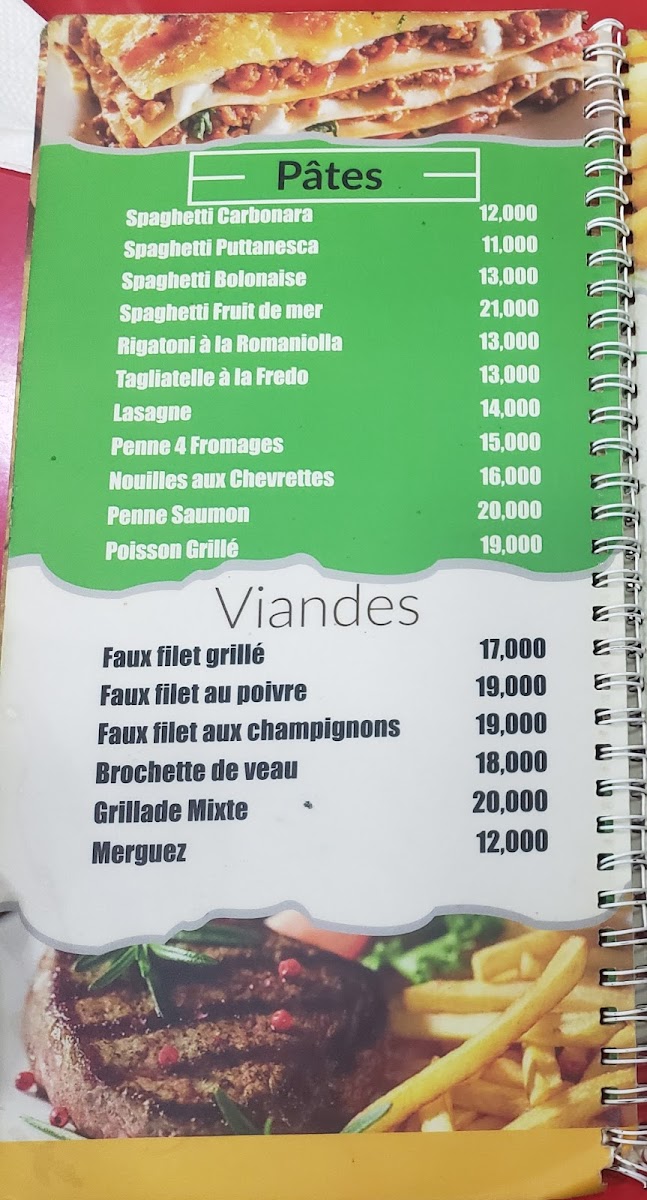 Pâtes
Spaghetti Carbonara 12,000
Spaghetti Puttanesca 11,000
Spaghetti Bolonaise 13,000
Spaghetti Fruit de mer 21,000
Rigatoni à la Romaniolla 13,000
Tagliatelle à la Fredo 13,000
Lasagne 14,000
Penne 4 Fromages 15,000
Nouilles aux Chevrettes 16,000
Penne Saumon 20,000
Poisson Grillé 19,000
Viandes
Faux filet grillé 17,000
Faux filet au poivre 19,000
Faux filet aux champignons 19,000
Brochette de veau 18,000
Grillade Mixte 20,000
Merguez 12,000